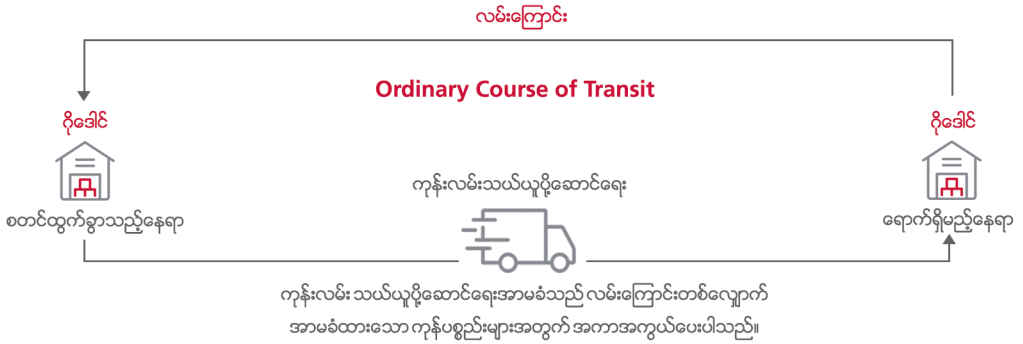 လမ်းကြောင်း
Ordinary Course of Transit
ဂိုဒေါင်
ဂိုဒေါင်
ကုန်းလမ်းသယ်ယူပို့ဆောင်ရေး
စတင်ထွက်ခွာသည့်နေရာ
ရောက်ရှိမည့်နေရာ
ကုန်းလမ်း သယ်ယူပို့ဆောင်ရေးအာမခံသည် လမ်းကြောင်းတစ်လျှောက်
အာမခံထားသော ကုန်ပစ္စည်းများအတွက် အကာအကွယ်ပေးပါသည်။